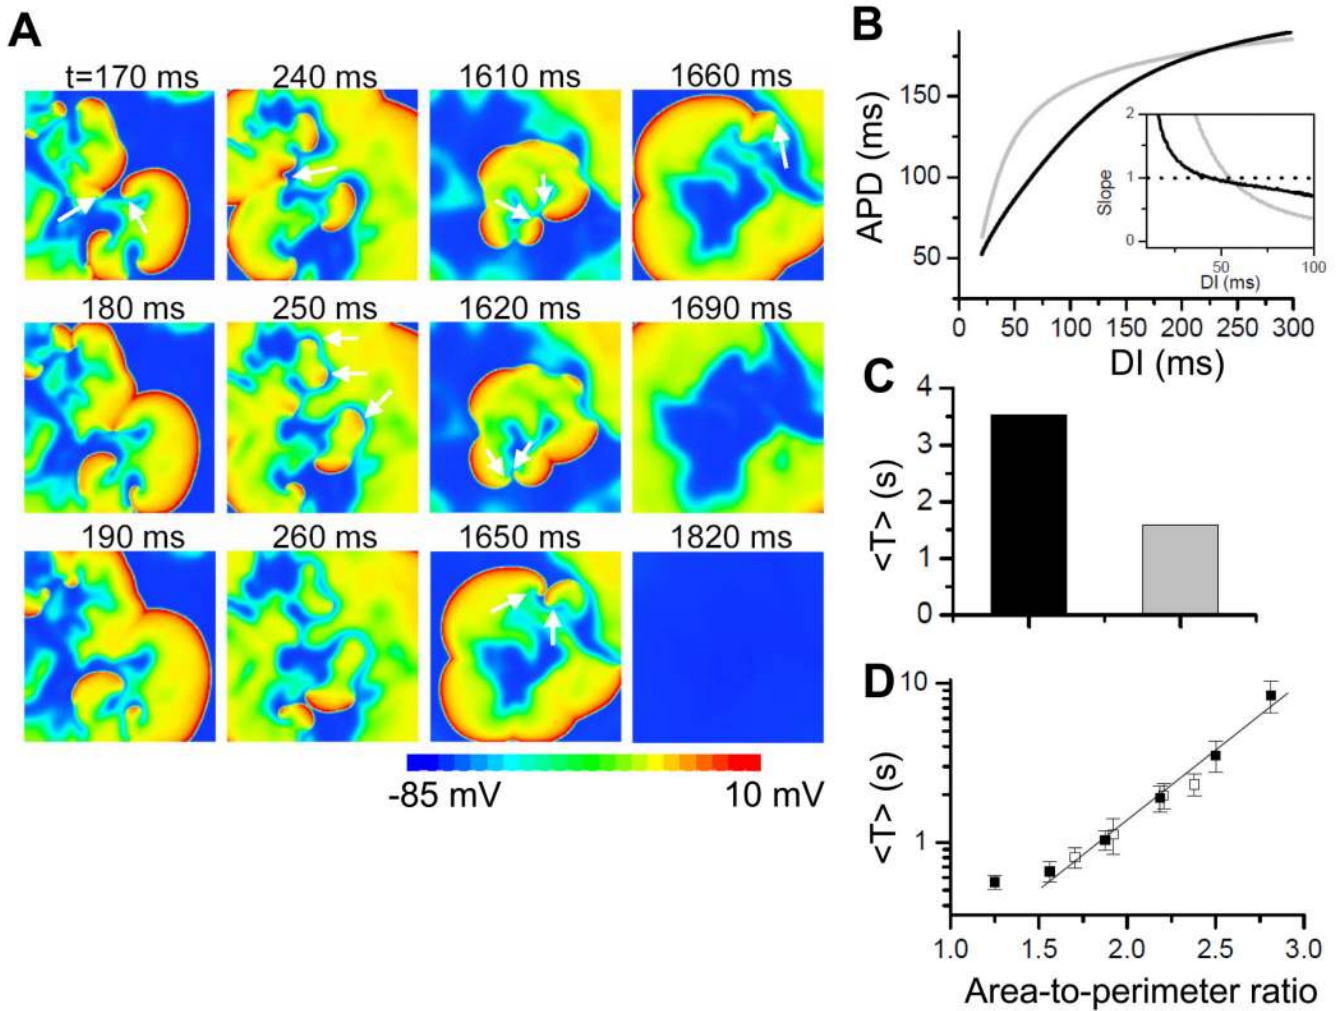 A
t=170 ms 240 ms 1610 ms 1660 ms
180 ms 250 ms 1620 ms 1690 ms
190 ms 260 ms 1650 ms 1820 ms
-85 mV 10 mV
B
APD (ms)
150
100
50
0 50 100 150 200 250 300
DI (ms)
Slope
2
1
0
50 100
DI (ms)
C
<T> (s)
4
3
2
1
0
D
<T> (s)
10
1
1.0 1.5 2.0 2.5 3.0
Area-to-perimeter ratio